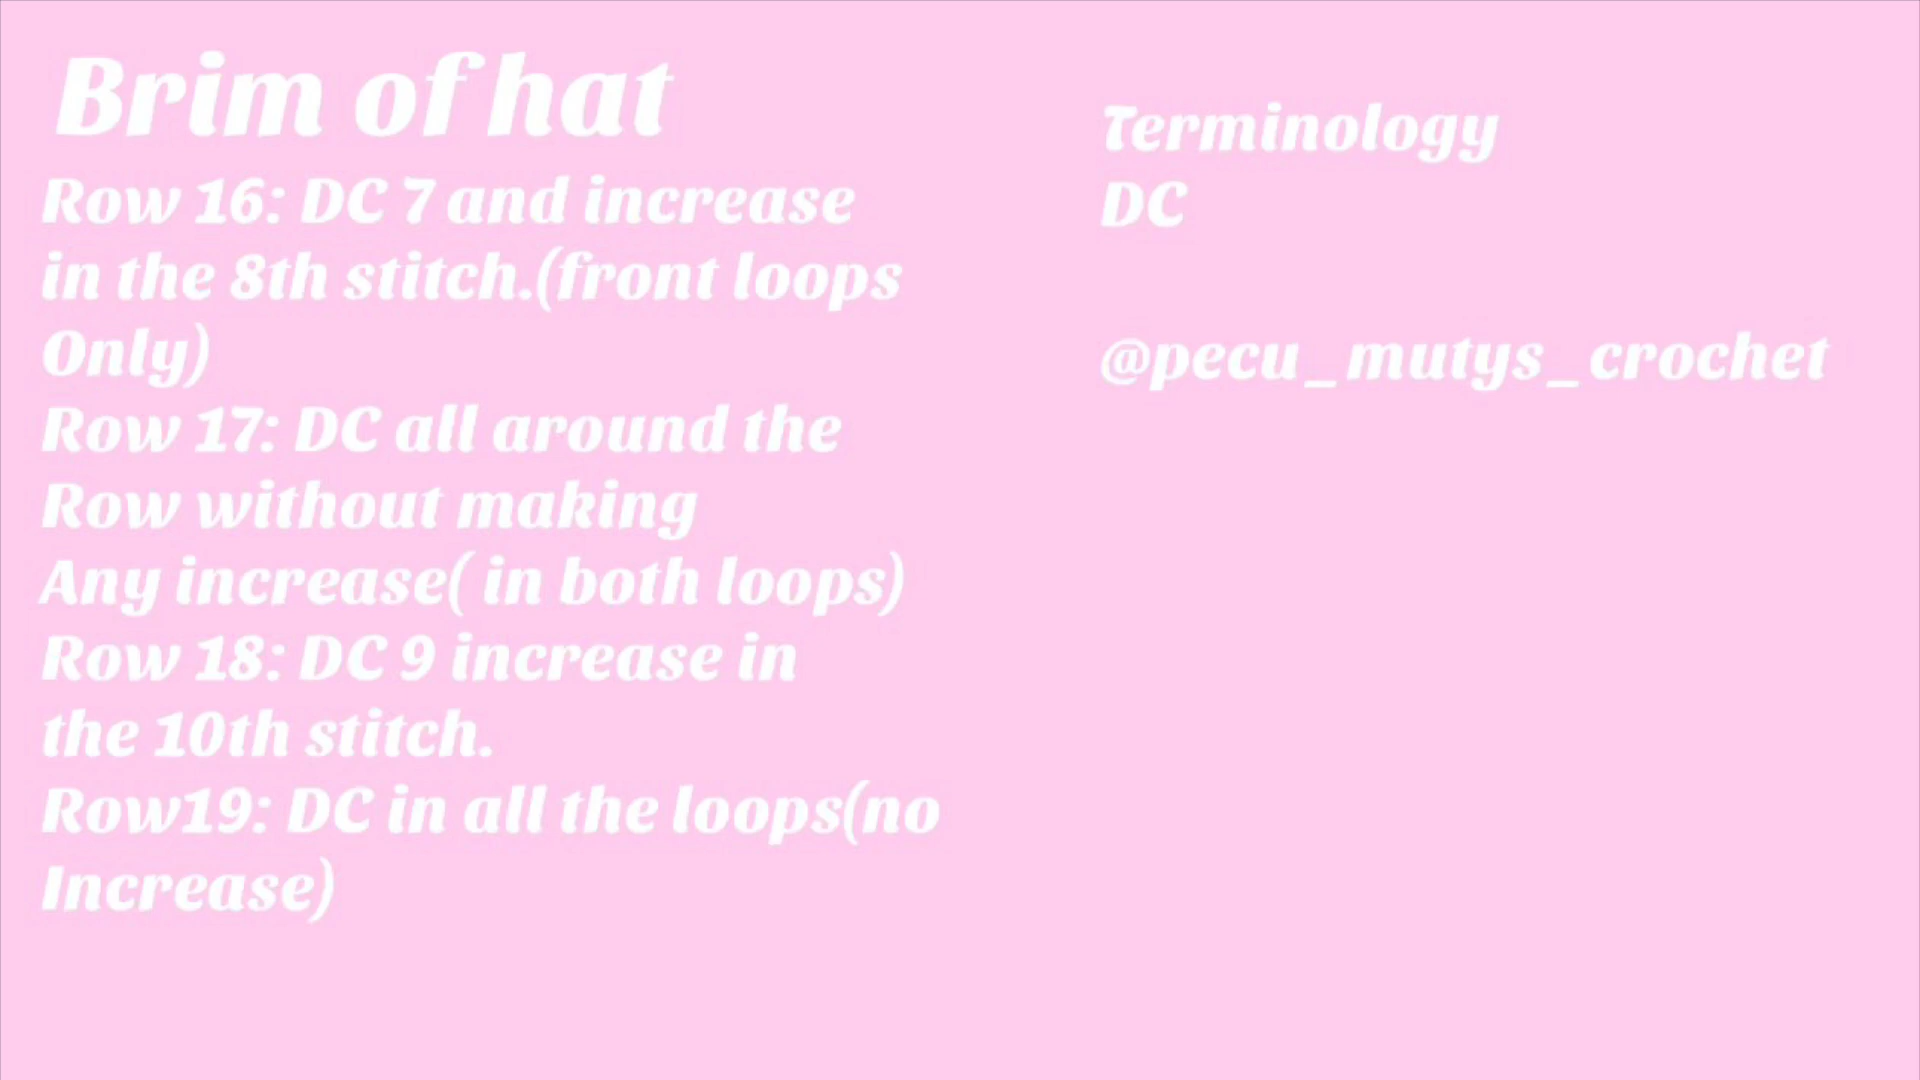 Brim of hat
Row 16: DC 7 and increase
in the 8th stitch.(front loops
Only)
Row 17: DC all around the
Row without making
Any increase( in both loops)
Row 18: DC 9 increase in
the 10th stitch.
Row19: DC in all the loops(no
Increase)
Terminology
DC
@pecu_mutys_crochet